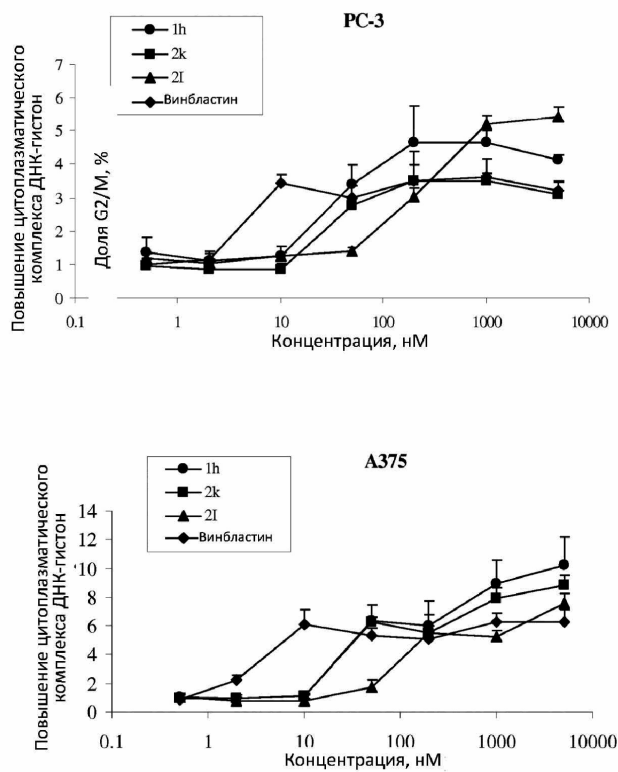 PC-3
1h
2k
2I
Винбластин
Повышение цитоплазматического
комплекса ДНК-гистон
Доля G2/M, %
7
6
5
4
3
2
1
0
0.1
1
10
100
1000
10000
Концентрация, нМ
A375
1h
2k
2I
Винбластин
Повышение цитоплазматического
комплекса ДНК-гистон
14
12
10
8
6
4
2
0
0.1
1
10
100
1000
10000
Концентрация, нМ